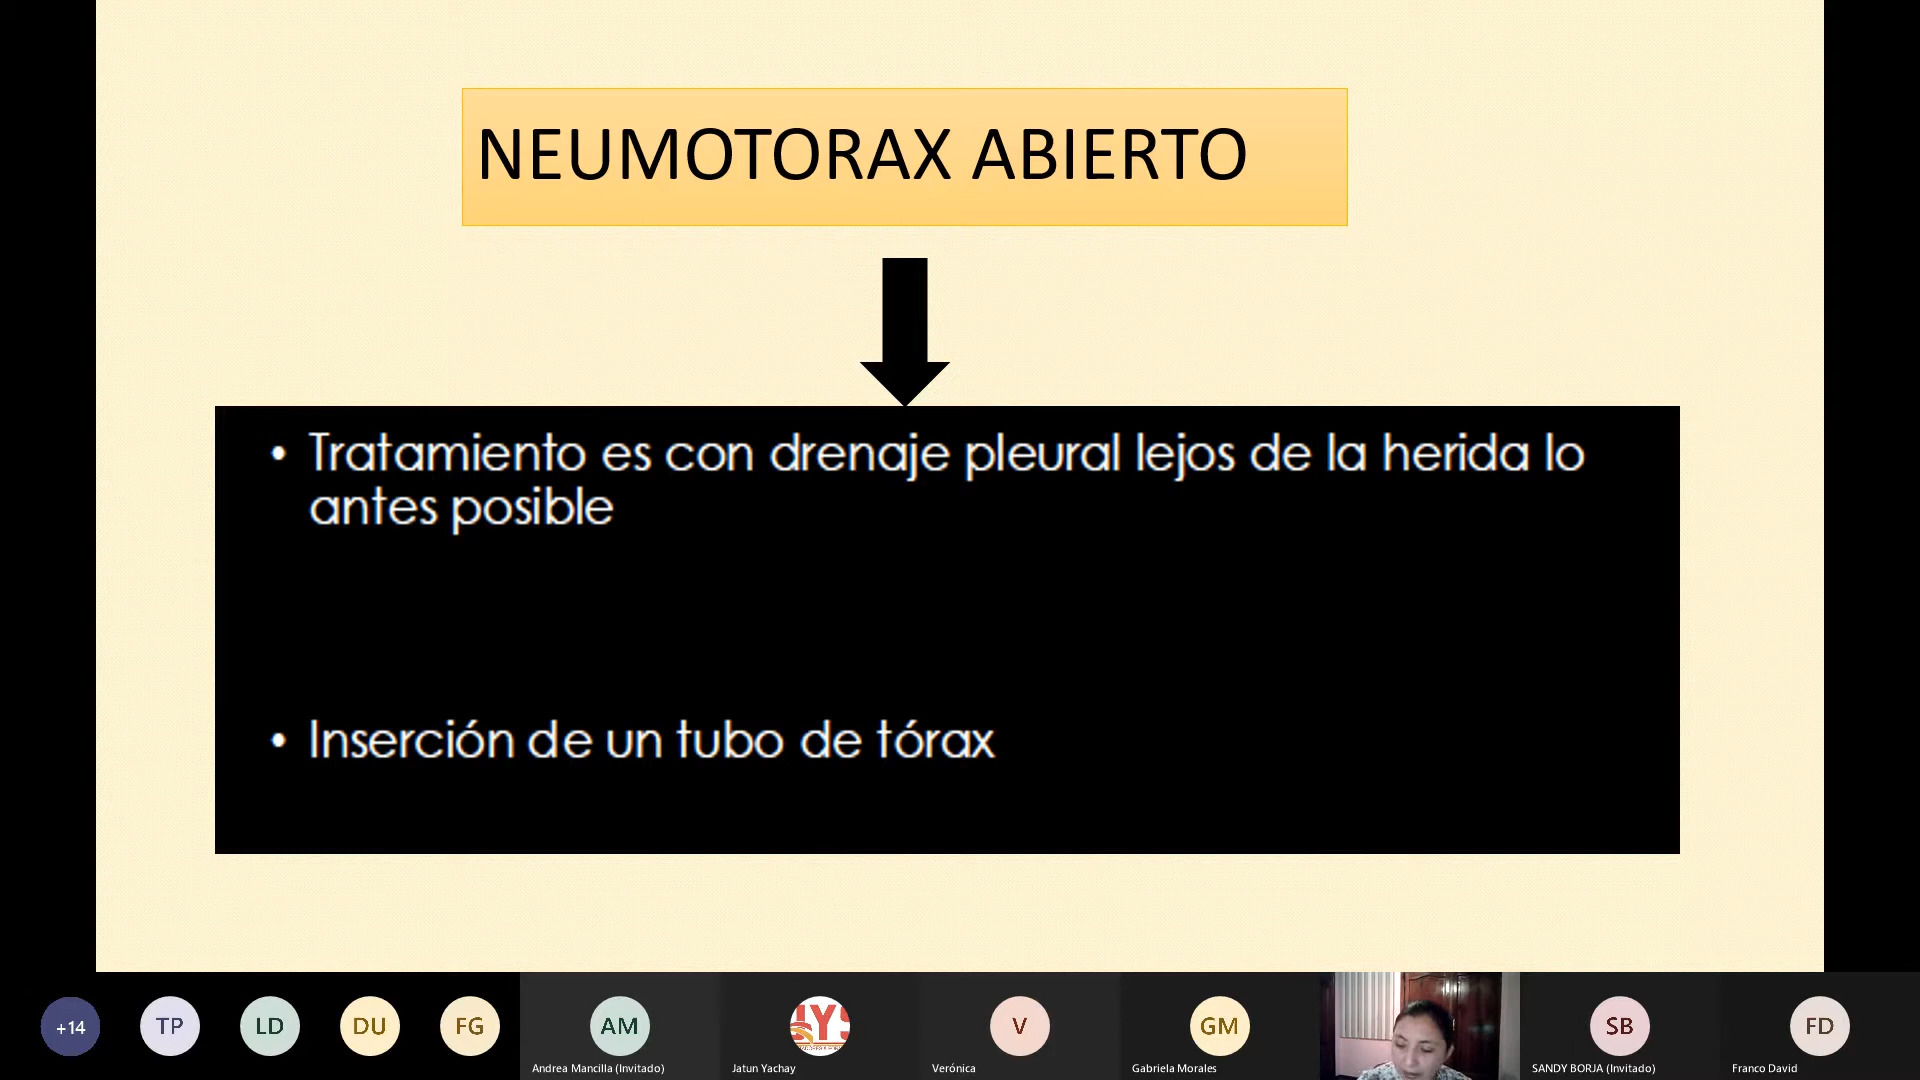 NEUMOTORAX ABIERTO
• Tratamiento es con drenaje pleural lejos de la herida lo
antes posible
• Inserción de un tubo de tórax
+14
TP
LD
DU
FG
AM
V
GM
SB
FD
Andrea Mancilla (Invitado)
Jatun Yachay
Verónica
Gabriela Morales
SANDY BORJA (Invitado)
Franco David